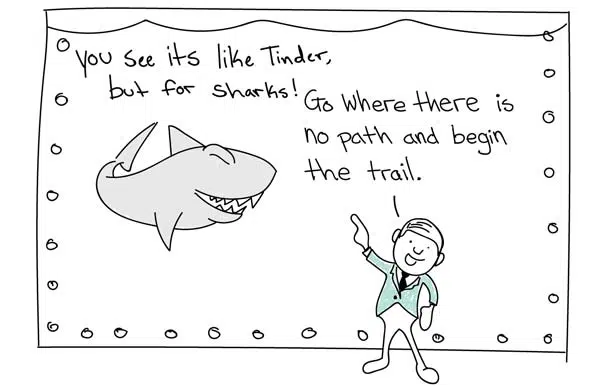 You see its like Tinder,
but for sharks!
Go where there is
no path and begin
the trail.